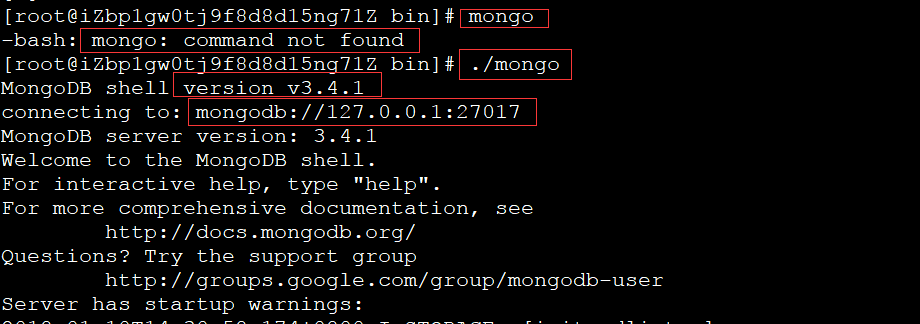 [root@iZbp1gw0tj9f8d8d15ng71Z bin]# mongo
-bash: mongo: command not found
[root@iZbp1gw0tj9f8d8d15ng71Z bin]# ./mongo
MongoDB shell version v3.4.1
connecting to: mongodb://127.0.0.1:27017
MongoDB server version: 3.4.1
Welcome to the MongoDB shell.
For interactive help, type "help".
For more comprehensive documentation, see
http://docs.mongodb.org/
Questions? Try the support group
http://groups.google.com/group/mongodb-user
Server has startup warnings: